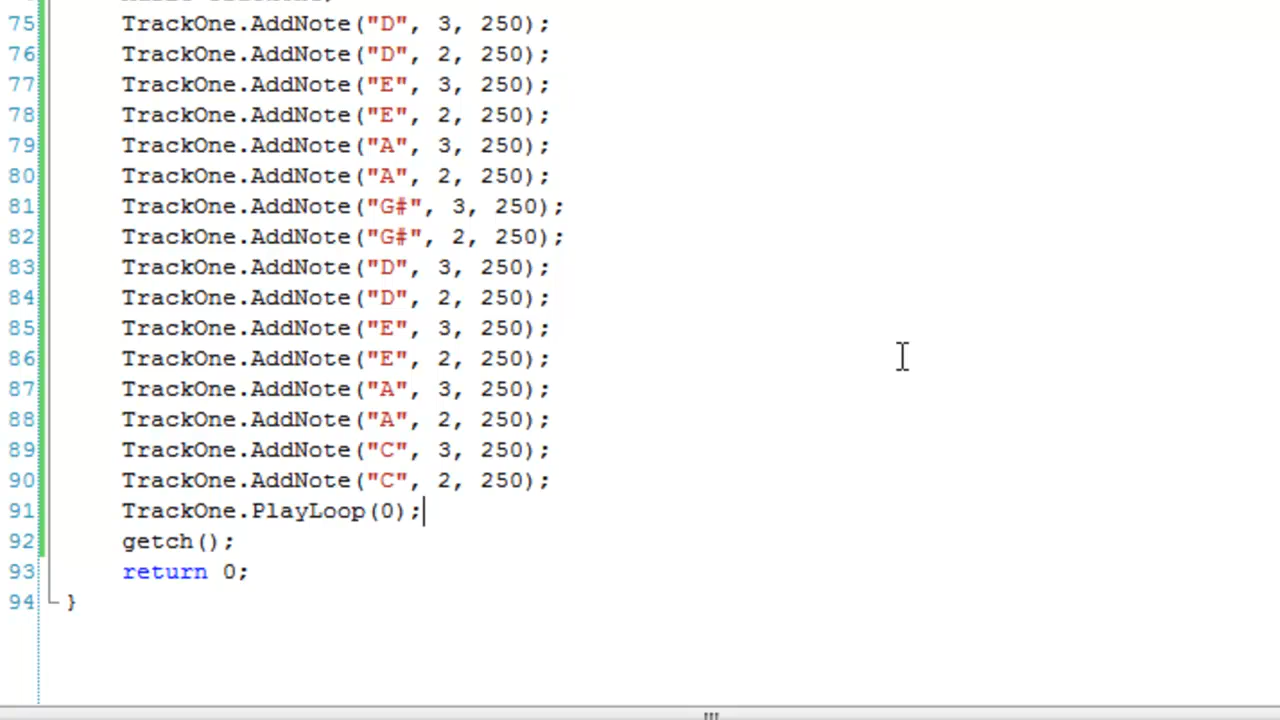 75 TrackOne.AddNote("D", 3, 250);
76 TrackOne.AddNote("D", 2, 250);
77 TrackOne.AddNote("E", 3, 250);
78 TrackOne.AddNote("E", 2, 250);
79 TrackOne.AddNote("A", 3, 250);
80 TrackOne.AddNote("A", 2, 250);
81 TrackOne.AddNote("G#", 3, 250);
82 TrackOne.AddNote("G#", 2, 250);
83 TrackOne.AddNote("D", 3, 250);
84 TrackOne.AddNote("D", 2, 250);
85 TrackOne.AddNote("E", 3, 250);
86 TrackOne.AddNote("E", 2, 250);
87 TrackOne.AddNote("A", 3, 250);
88 TrackOne.AddNote("A", 2, 250);
89 TrackOne.AddNote("C", 3, 250);
90 TrackOne.AddNote("C", 2, 250);
91 TrackOne.PlayLoop(0);
92 getch();
93 return 0;
94 }